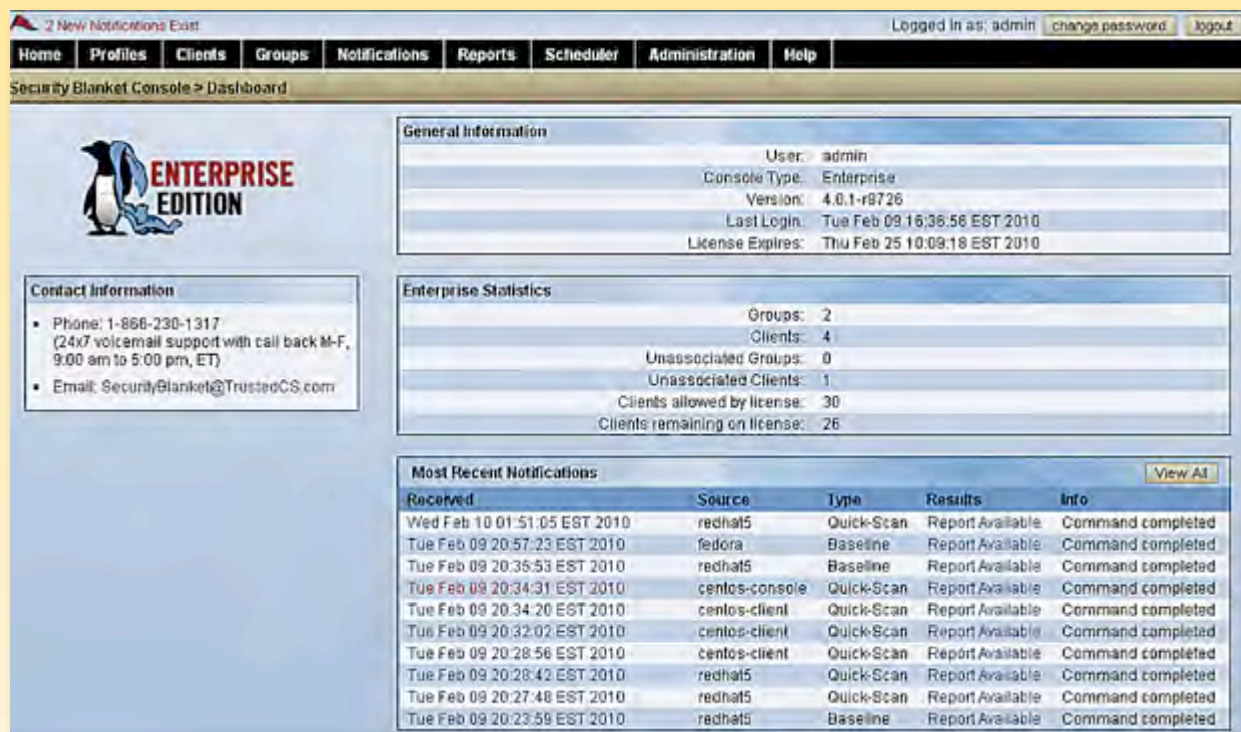 2 New Notifications Exist
Logged in as: admin change password logout
Home Profiles Clients Groups Notifications Reports Scheduler Administration Help
Security Blanket Console > Dashboard
ENTERPRISE
EDITION
Contact Information
Phone: 1-866-230-1317
(24x7 voicemail support with call back M-F,
9:00 am to 5:00 pm, ET)
Email: SecurityBlanket@TrustedCS.com
General Information
User: admin
Console Type: Enterprise
Version: 4.0.1-r8726
Last Login: Tue Feb 09 16:36:56 EST 2010
License Expires: Thu Feb 25 10:09:18 EST 2010
Enterprise Statistics
Groups: 2
Clients: 4
Unassociated Groups: 0
Unassociated Clients: 1
Clients allowed by license: 30
Clients remaining on license: 26
Most Recent Notifications View All
Received Source Type Results Info
Wed Feb 10 01:51:05 EST 2010 redhat5 Quick-Scan Report Available Command completed
Tue Feb 09 20:57:23 EST 2010 fedora Baseline Report Available Command completed
Tue Feb 09 20:35:53 EST 2010 redhat5 Baseline Report Available Command completed
Tue Feb 09 20:34:31 EST 2010 centos-console Quick-Scan Report Available Command completed
Tue Feb 09 20:34:20 EST 2010 centos-client Quick-Scan Report Available Command completed
Tue Feb 09 20:32:02 EST 2010 centos-client Quick-Scan Report Available Command completed
Tue Feb 09 20:28:56 EST 2010 centos-client Quick-Scan Report Available Command completed
Tue Feb 09 20:28:42 EST 2010 redhat5 Quick-Scan Report Available Command completed
Tue Feb 09 20:27:48 EST 2010 redhat5 Quick-Scan Report Available Command completed
Tue Feb 09 20:23:59 EST 2010 redhat5 Baseline Report Available Command completed